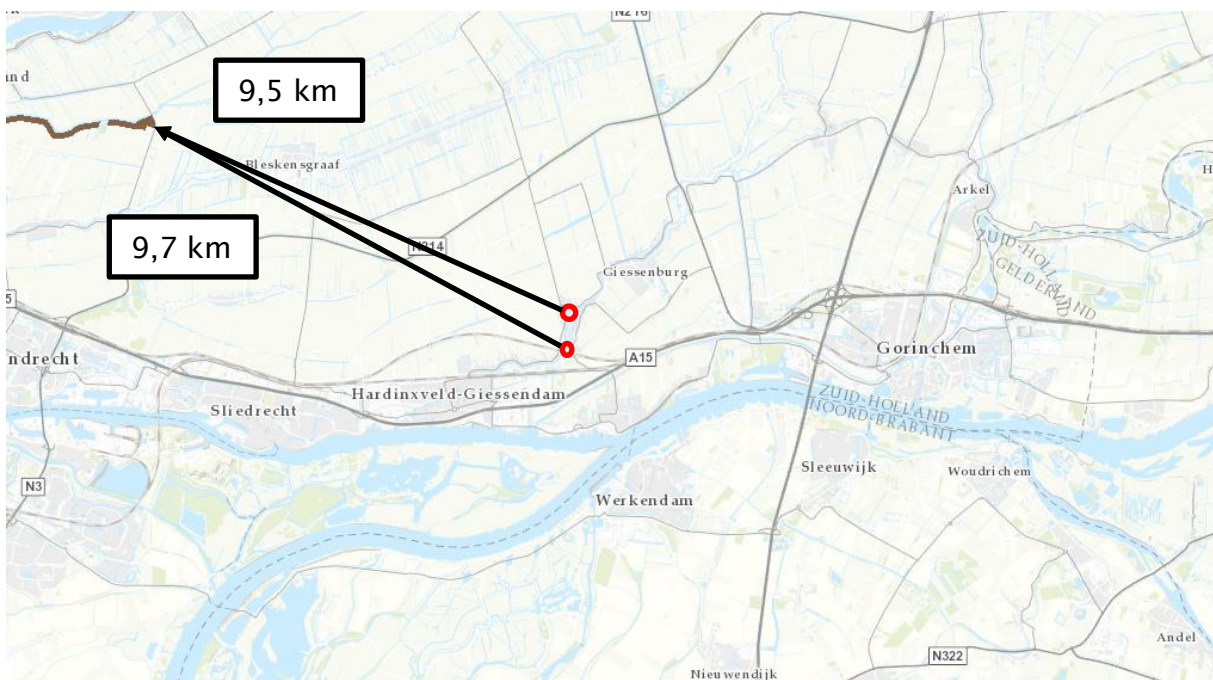 N216
and
9,5 km
Bleskensgraaf
Arkel
H
9,7 km
N214
ZUID-HOLLAND
GELDERLAND
Giessenburg
5
A15
Gorinchem
ndrecht
Hardinxveld-Giessendam
Sliedrecht
ZUID-HOLLAND
NOORD-BRABANT
Sleeuwijk
Woudrichem
N3
Werkendam
Andel
N322
Nieuwendijk